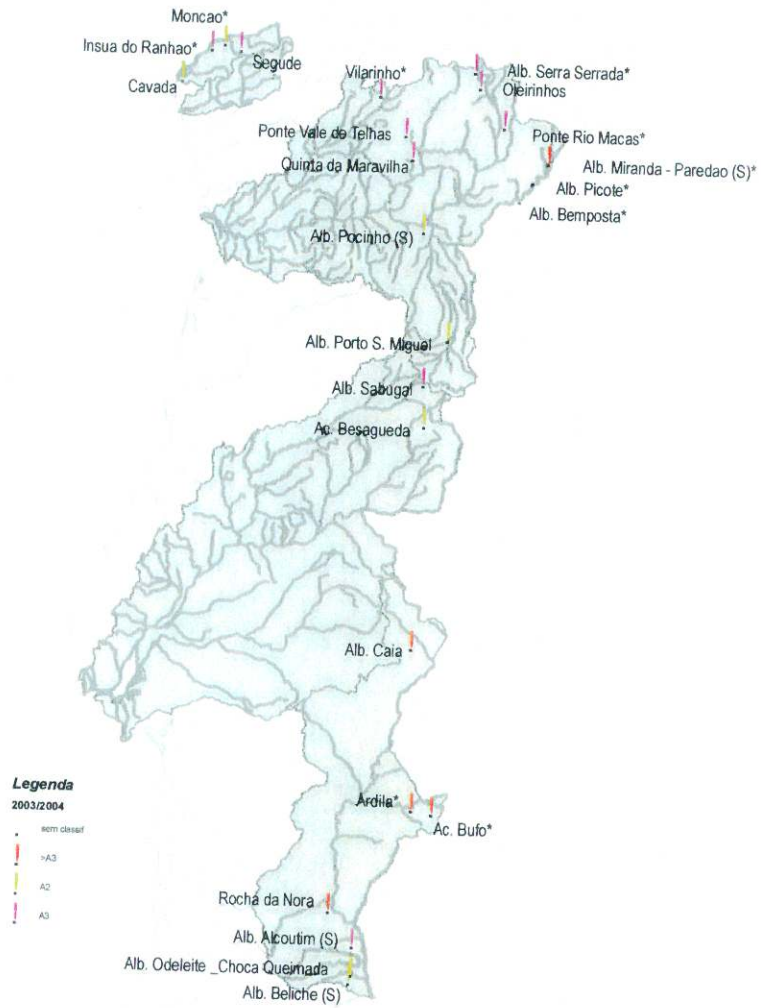 Moncao*
Insua do Ranhao*
Segude
Cavada
Vilarinho*
Alb. Serra Serrada*
Oleirinhos
Ponte Vale de Telhas
Ponte Rio Macas*
Quinta da Maravilha*
Alb. Miranda - Paredao (S)*
Alb. Picote*
Alb. Bemposta*
Alb. Pocinho (S)
Alb. Porto S. Miguel
Alb. Sabugal
Ac. Besagueda
Alb. Caia
Legenda
2003/2004
sem classif
>A3
A2
A3
Ardila*
Ac. Bufo*
Rocha da Nora
Alb. Alcoutim (S)
Alb. Odeleite _Choca Queimada
Alb. Beliche (S)